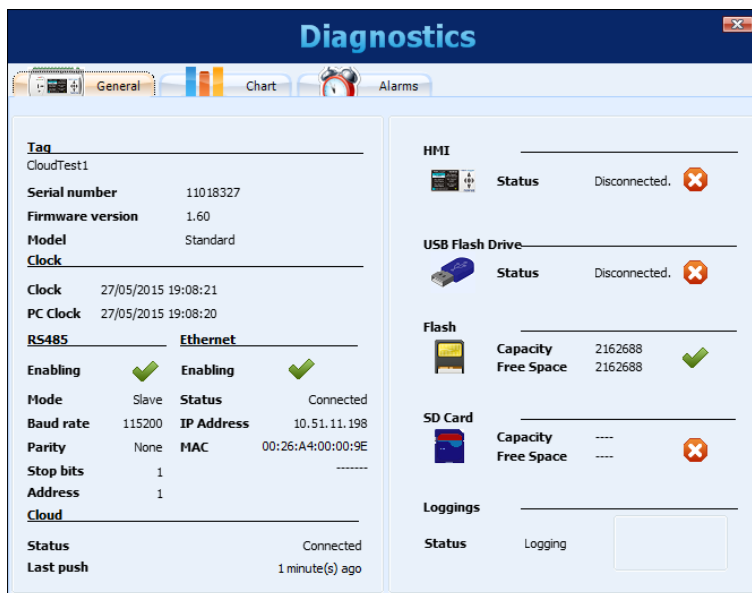 Diagnostics
General Chart Alarms
Tag
CloudTest1
Serial number 11018327
Firmware version 1.60
Model Standard
Clock
Clock 27/05/2015 19:08:21
PC Clock 27/05/2015 19:08:20
RS485 Ethernet
Enabling Enabling
Mode Slave Status Connected
Baud rate 115200 IP Address 10.51.11.198
Parity None MAC 00:26:A4:00:00:9E
Stop bits 1 -------
Address 1
Cloud
Status Connected
Last push 1 minute(s) ago
HMI
Status Disconnected.
USB Flash Drive
Status Disconnected.
Flash
Capacity 2162688
Free Space 2162688
SD Card
Capacity ----
Free Space ----
Loggings
Status Logging